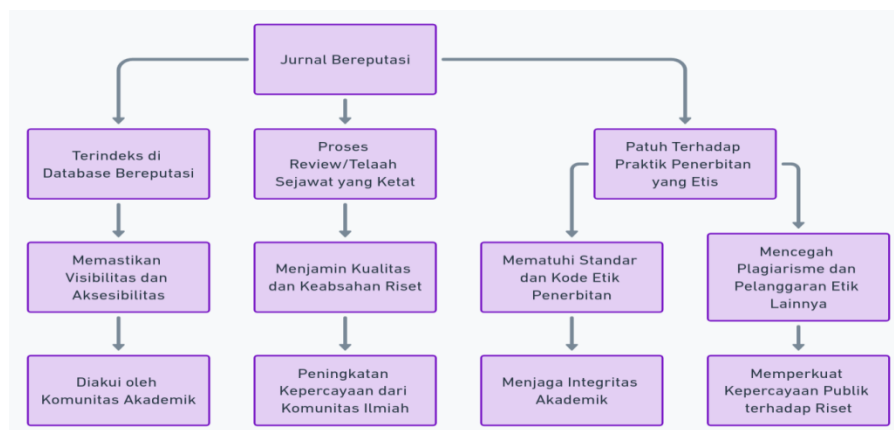 Jurnal Bereputasi
Terindeks di
Database Bereputasi
Proses
Review/Telaah
Sejawat yang Ketat
Patuh Terhadap
Praktik Penerbitan
yang Etis
Memastikan
Visibilitas dan
Aksesibilitas
Menjamin Kualitas
dan Keabsahan Riset
Mematuhi Standar
dan Kode Etik
Penerbitan
Mencegah
Plagiarisme dan
Pelanggaran Etik
Lainnya
Diakui oleh
Komunitas Akademik
Peningkatan
Kepercayaan dari
Komunitas Ilmiah
Menjaga Integritas
Akademik
Memperkuat
Kepercayaan Publik
terhadap Riset